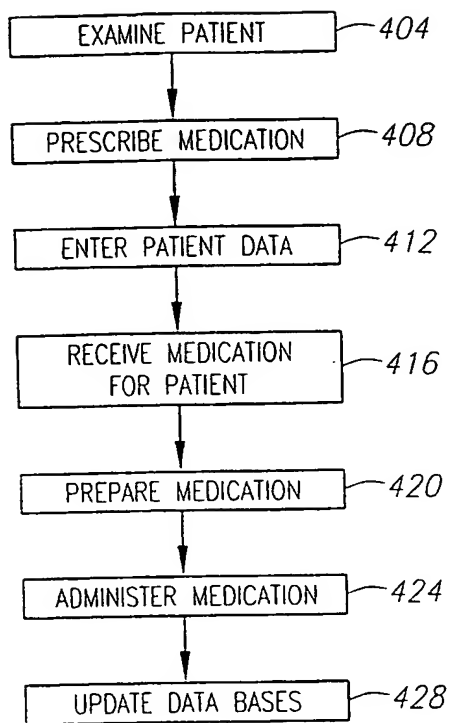 EXAMINE PATIENT 404
PRESCRIBE MEDICATION 408
ENTER PATIENT DATA 412
RECEIVE MEDICATION
FOR PATIENT 416
PREPARE MEDICATION 420
ADMINISTER MEDICATION 424
UPDATE DATA BASES 428